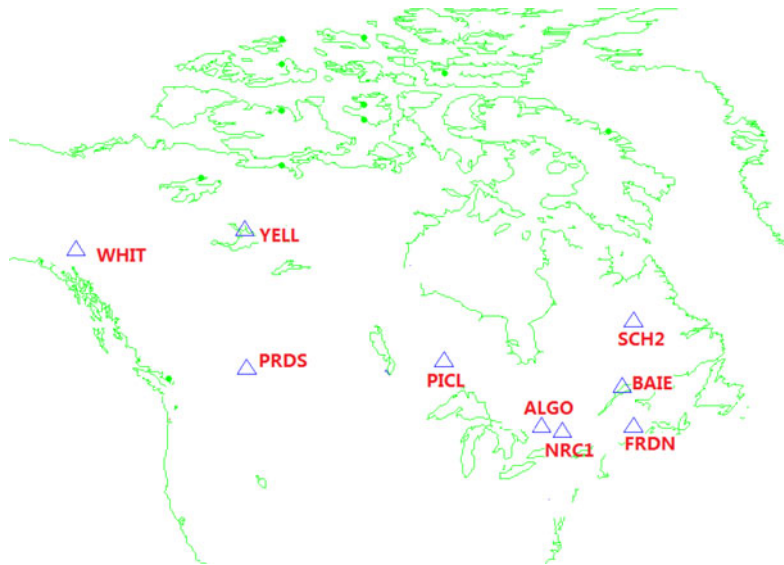 YELL
WHIT
SCH2
PRDS
PICL
BAIE
ALGO
FRDN
NRC1